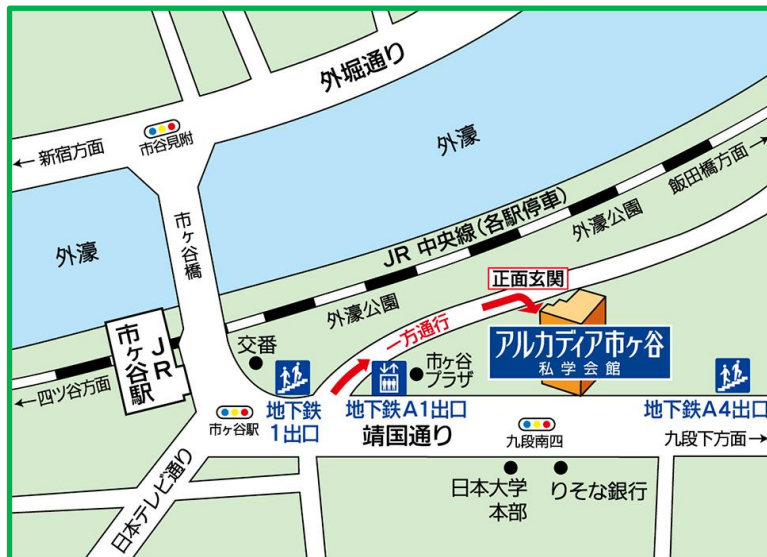 外堀通り
←新宿方面
市谷見附
外濠
飯田橋方面→
市ヶ谷橋
外濠
JR 中央線(各駅停車)
外濠公園
正面玄関
外濠公園
一方通行
JR
市ヶ谷駅
交番
アルカディア市ヶ谷
私学会館
市ヶ谷
プラザ
←四ツ谷方面
地下鉄
1出口
地下鉄A1出口
地下鉄A4出口
市ヶ谷駅
靖国通り
九段南四
九段下方面→
日本テレビ通り
日本大学
本部
りそな銀行